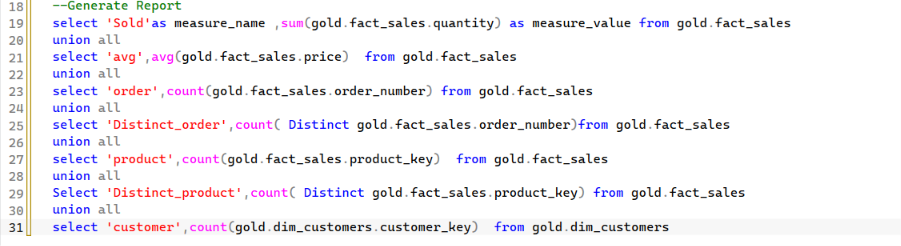 18 --Generate Report
19 select 'Sold'as measure_name ,sum(gold.fact_sales.quantity) as measure_value from gold.fact_sales
20 union all
21 select 'avg',avg(gold.fact_sales.price)  from gold.fact_sales
22 union all
23 select 'order',count(gold.fact_sales.order_number) from gold.fact_sales
24 union all
25 select 'Distinct_order',count( Distinct gold.fact_sales.order_number)from gold.fact_sales
26 union all
27 select 'product',count(gold.fact_sales.product_key)  from gold.fact_sales
28 union all
29 Select 'Distinct_product',count( Distinct gold.fact_sales.product_key) from gold.fact_sales
30 union all
31 select 'customer',count(gold.dim_customers.customer_key)  from gold.dim_customers